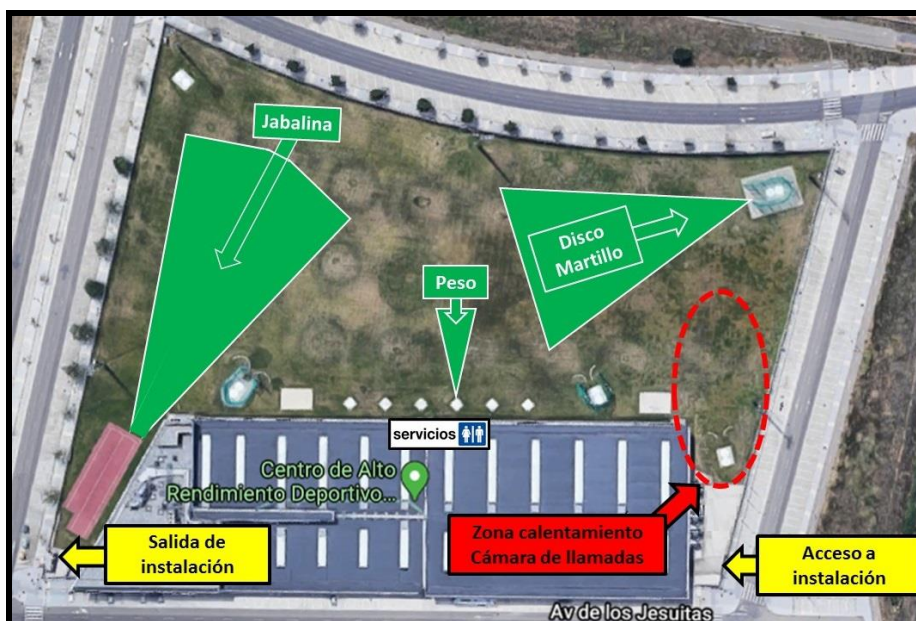 Jabalina
Disco
Martillo
Peso
servicios
Centro de Alto
Rendimiento Deportivo...
Zona calentamiento
Cámara de llamadas
Salida de
instalación
Acceso a
instalación
Av de los Jesuitas